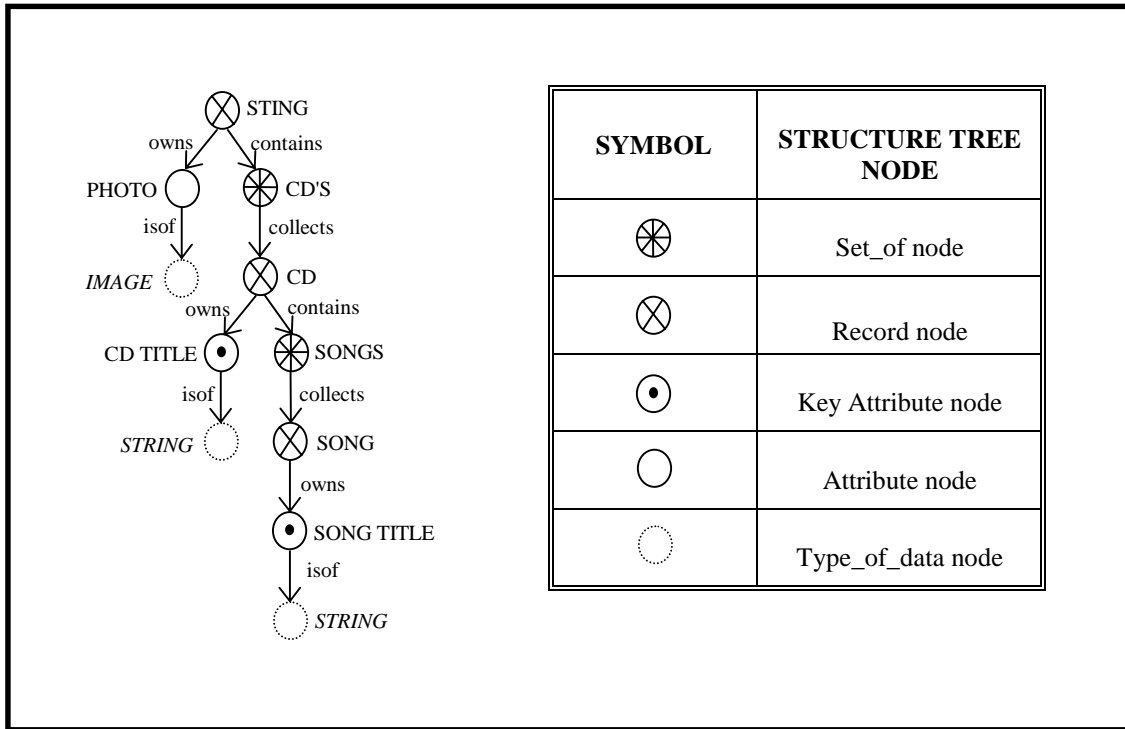 STING
owns
contains
PHOTO
CD'S
isof
collects
IMAGE
CD
owns
contains
CD TITLE
SONGS
isof
collects
STRING
SONG
owns
SONG TITLE
isof
STRING
SYMBOL
STRUCTURE TREE
NODE
Set_of node
Record node
Key Attribute node
Attribute node
Type_of_data node